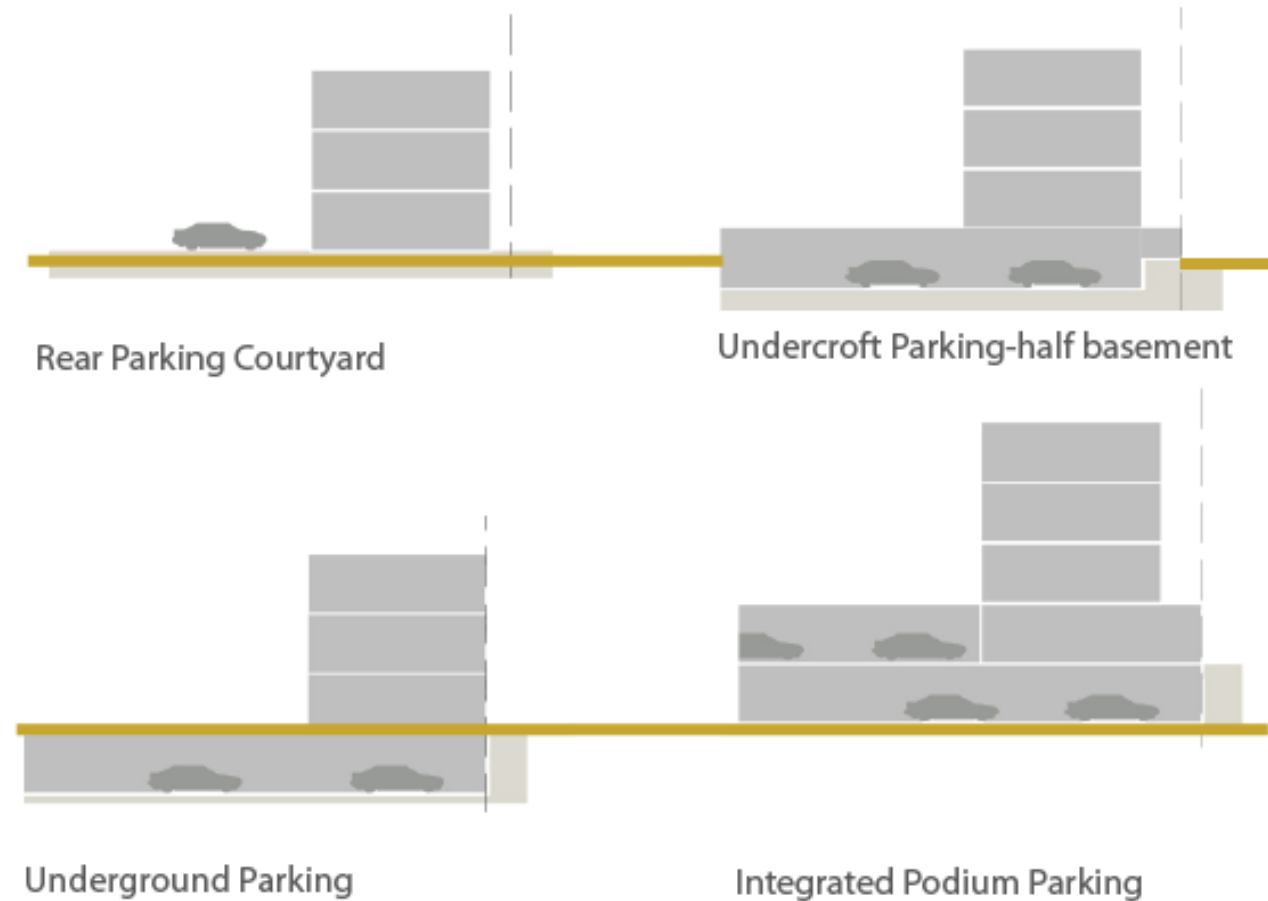 Rear Parking Courtyard
Undercroft Parking-half basement
Underground Parking
Integrated Podium Parking